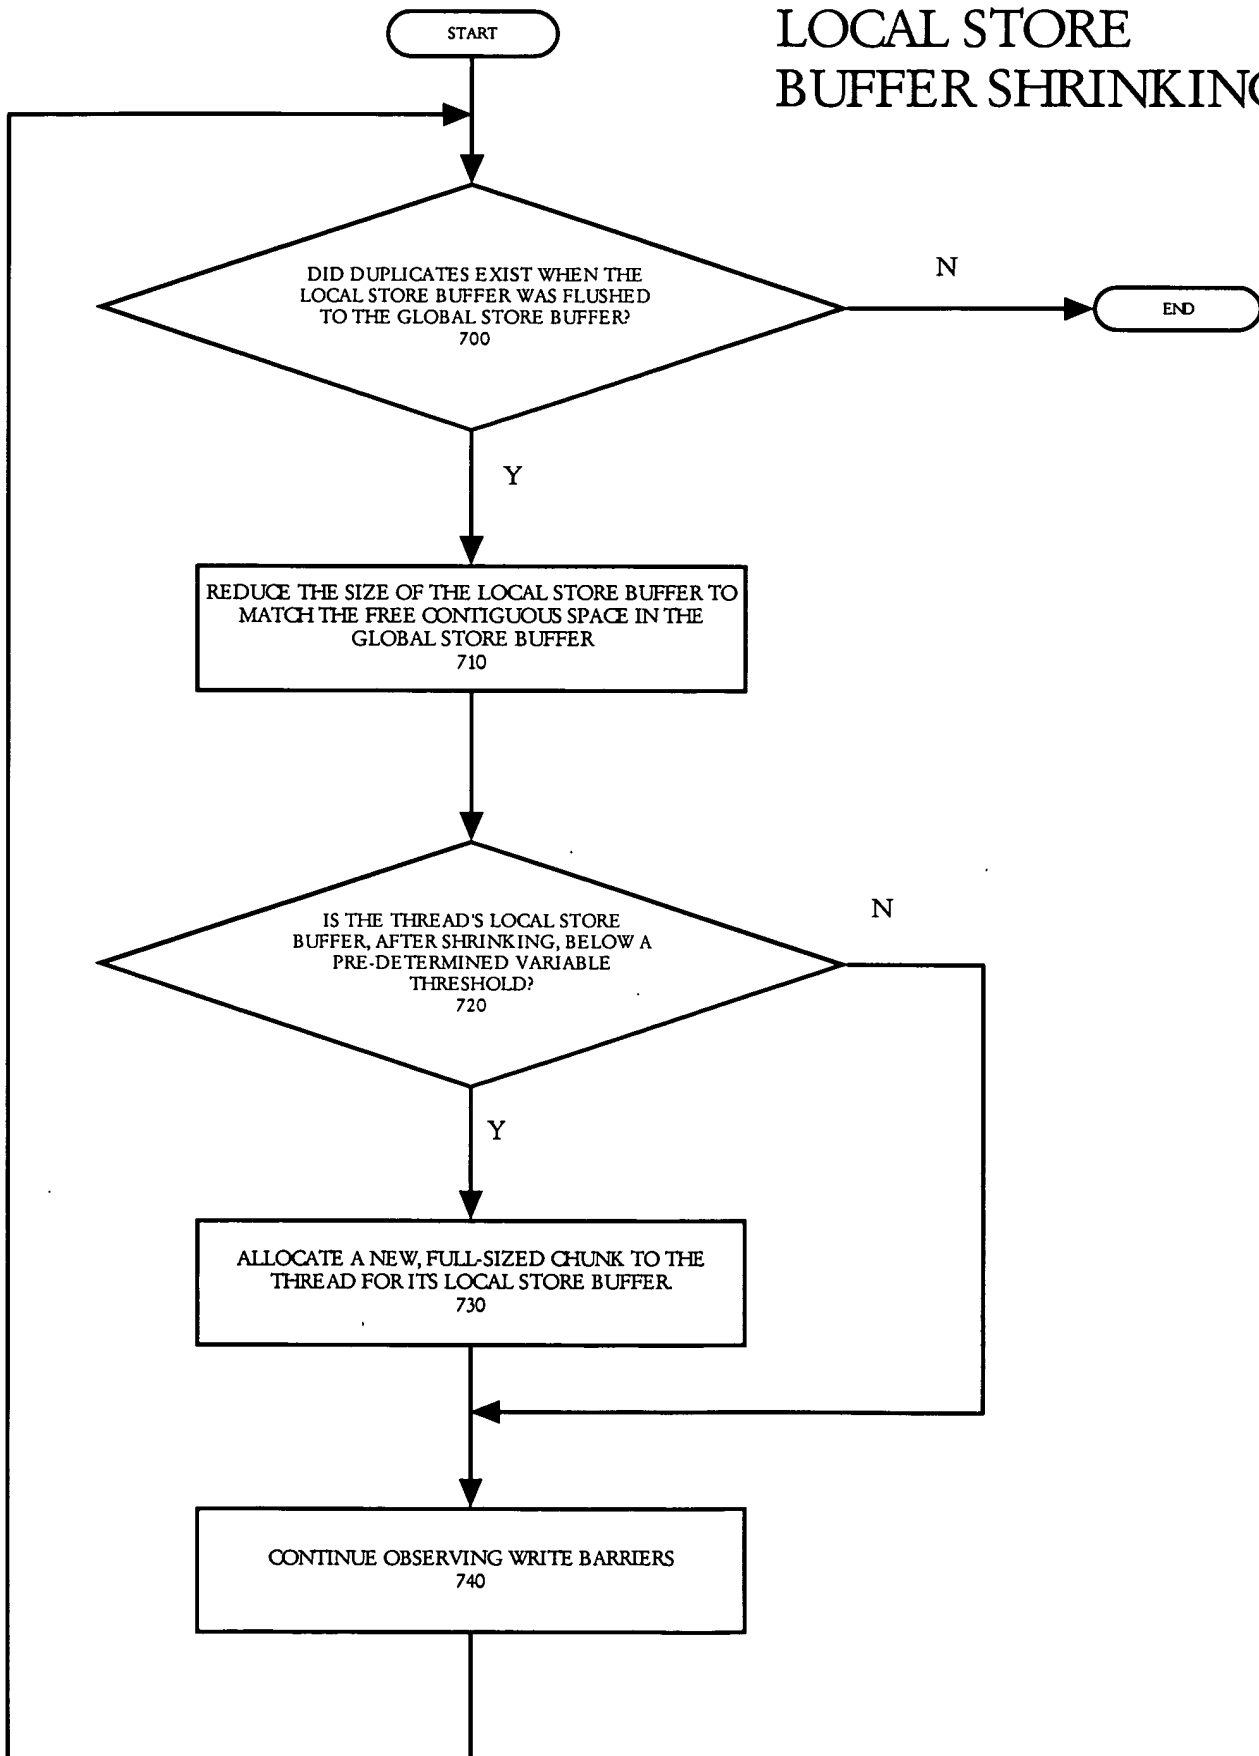 START
LOCAL STORE
BUFFER SHRINKING
DID DUPLICATES EXIST WHEN THE
LOCAL STORE BUFFER WAS FLUSHED
TO THE GLOBAL STORE BUFFER?
700
N
END
Y
REDUCE THE SIZE OF THE LOCAL STORE BUFFER TO
MATCH THE FREE CONTIGUOUS SPACE IN THE
GLOBAL STORE BUFFER
710
IS THE THREAD'S LOCAL STORE
BUFFER, AFTER SHRINKING, BELOW A
PRE-DETERMINED VARIABLE
THRESHOLD?
720
N
Y
ALLOCATE A NEW, FULL-SIZED CHUNK TO THE
THREAD FOR ITS LOCAL STORE BUFFER.
730
CONTINUE OBSERVING WRITE BARRIERS
740